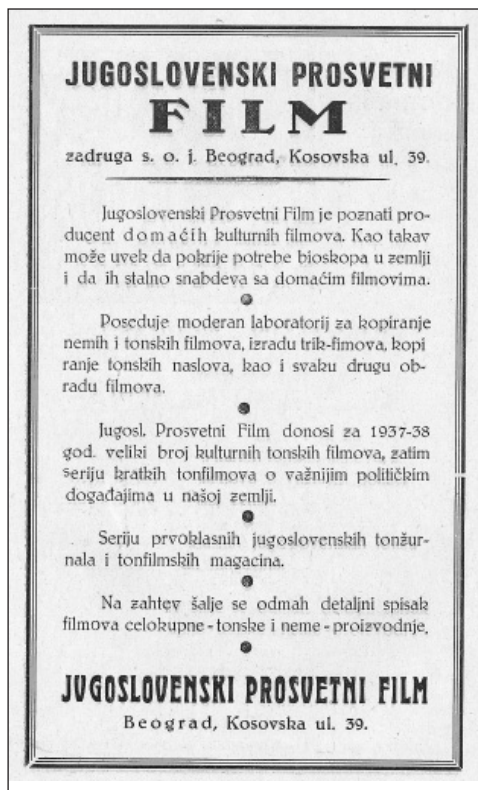 JUGOSLOVENSKI PROSVETNI
FILM
zadruga s. o. j. Beograd, Kosovska ul. 39.
Jugoslovenski Prosvetni Film je poznati pro-
ducent domaćih kulturnih filmova. Kao takav
može uvek da pokrije potrebe bioskopa u zemlji
i da ih stalno snabdeva sa domaćim filmovima.
Poseduje moderan laboratorij za kopiranje
nemih i tonskih filmova, izradu trik-fimova, kopi
ranje tonskih naslova, kao i svaku drugu ob-
radu filmova.
Jugosl. Prosvetni Film donosi za 1937-38
god. veliki broj kulturnih tonskih filmova, zatim
seriju kratkih tonfilmova o važnijim političkim
događajima u našoj zemlji.
Seriju prvoklasnih jugoslovenskih tonžur-
nala i tonfilmskih magacina.
Na zahtev šalje se odmah detaljni spisak
filmova celokupne - tonske i neme - proizvodnje.
JUGOSLOVENSKI PROSVETNI FILM
Beograd, Kosovska ul. 39.